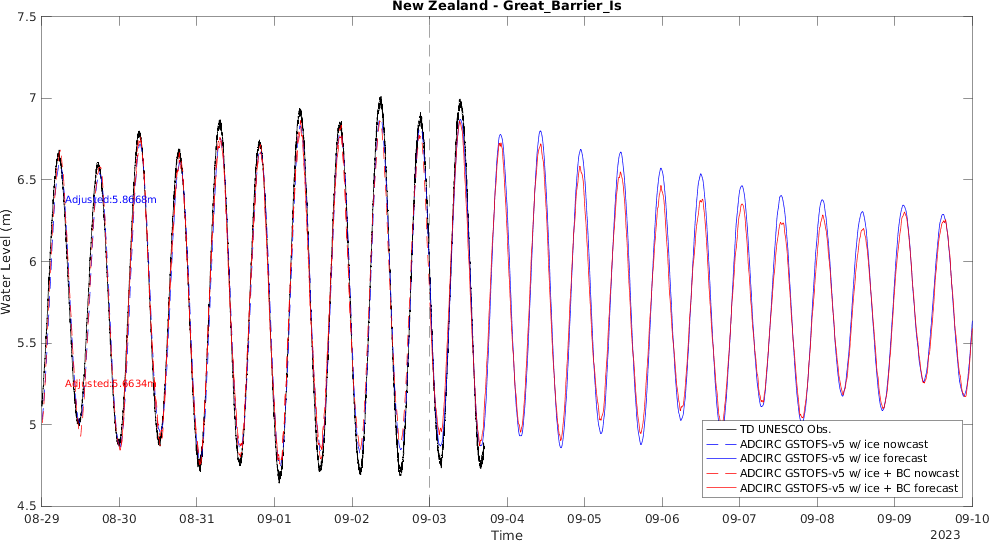 New Zealand - Great_Barrier_Is
7.5
7
6.5
6
5.5
5
4.5
Water Level (m)
Adjusted:5.8668m
Adjusted:5.6634m
TD UNESCO Obs.
ADCIRC GSTOFS-v5 w/ ice nowcast
ADCIRC GSTOFS-v5 w/ ice forecast
ADCIRC GSTOFS-v5 w/ ice + BC nowcast
ADCIRC GSTOFS-v5 w/ ice + BC forecast
08-29 08-30 08-31 09-01 09-02 09-03 09-04 09-05 09-06 09-07 09-08 09-09 09-10
Time
2023